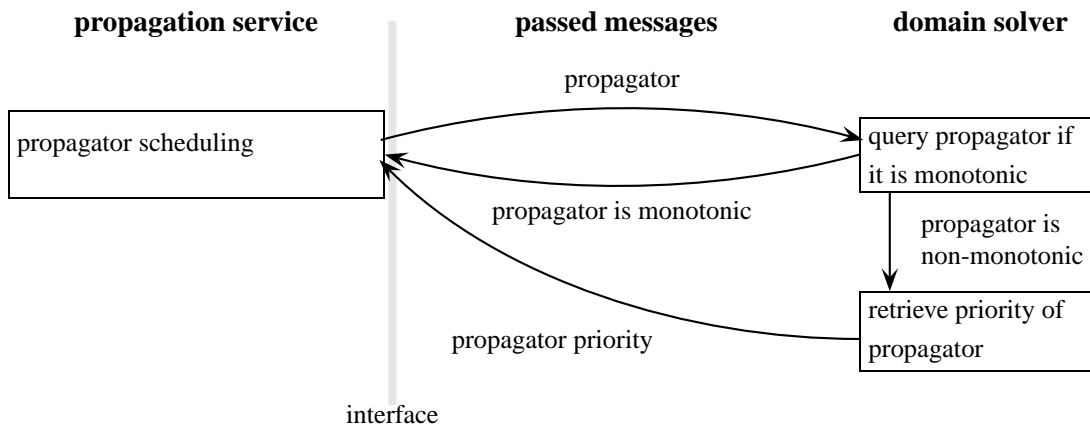 propagation service
passed messages
domain solver
propagator
propagator scheduling
query propagator if
it is monotonic
propagator is monotonic
propagator is
non-monotonic
retrieve priority of
propagator
propagator priority
interface